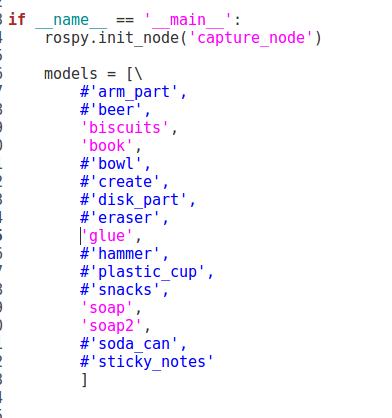 if __name__ == '__main__':
    rospy.init_node('capture_node')

    models = [\
        #'arm_part',
        #'beer',
        'biscuits',
        'book',
        #'bowl',
        #'create',
        #'disk_part',
        #'eraser',
        'glue',
        #'hammer',
        #'plastic_cup',
        #'snacks',
        'soap',
        'soap2',
        #'soda_can',
        #'sticky_notes'
        ]